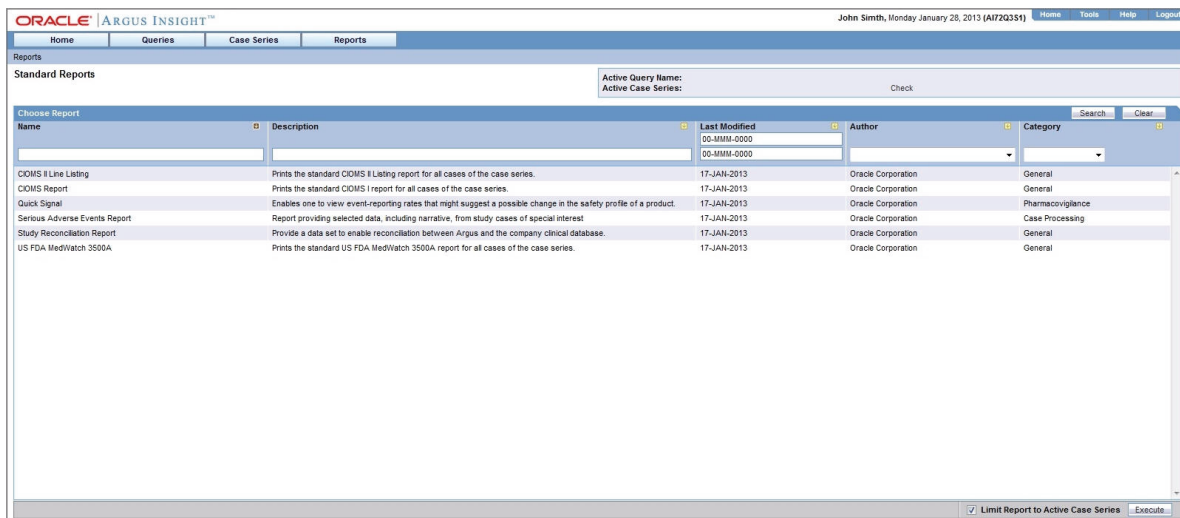 ORACLE ARGUS INSIGHT™
John Simth, Monday January 28, 2013 (AI72Q3S1) Home Tools Help Logout
Home Queries Case Series Reports
Reports
Standard Reports
Active Query Name:
Active Case Series: Check
Choose Report Search Clear
Name Description Last Modified Author Category
00-MMM-0000
00-MMM-0000
CIOMS II Line Listing Prints the standard CIOMS II Listing report for all cases of the case series. 17-JAN-2013 Oracle Corporation General
CIOMS Report Prints the standard CIOMS I report for all cases of the case series. 17-JAN-2013 Oracle Corporation General
Quick Signal Enables one to view event-reporting rates that might suggest a possible change in the safety profile of a product. 17-JAN-2013 Oracle Corporation Pharmacovigilance
Serious Adverse Events Report Report providing selected data, including narrative, from study cases of special interest 17-JAN-2013 Oracle Corporation Case Processing
Study Reconciliation Report Provide a data set to enable reconciliation between Argus and the company clinical database. 17-JAN-2013 Oracle Corporation General
US FDA MedWatch 3500A Prints the standard US FDA MedWatch 3500A report for all cases of the case series. 17-JAN-2013 Oracle Corporation General
Limit Report to Active Case Series Execute